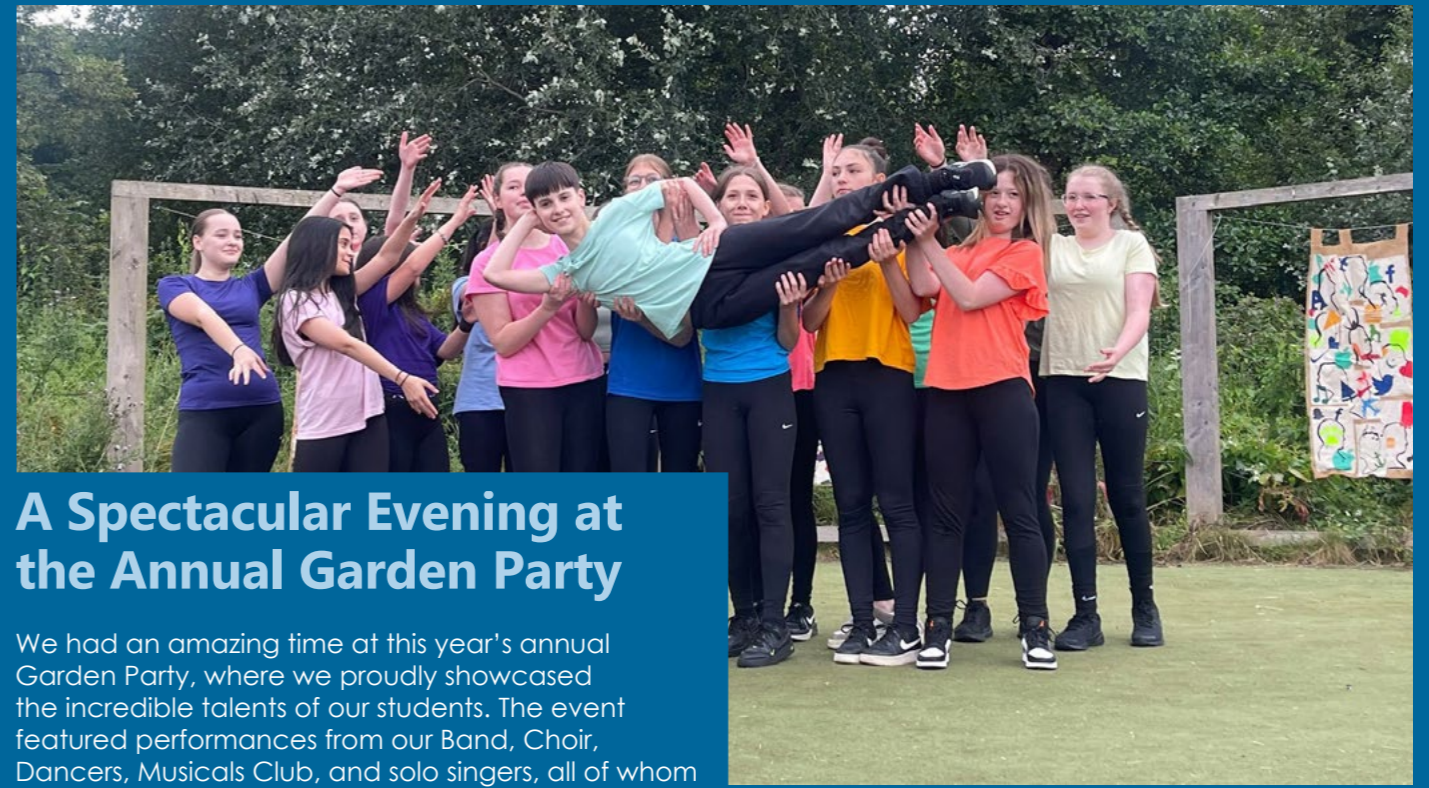 A Spectacular Evening at
the Annual Garden Party
We had an amazing time at this year’s annual
Garden Party, where we proudly showcased
the incredible talents of our students. The event
featured performances from our Band, Choir,
Dancers, Musicals Club, and solo singers, all of whom